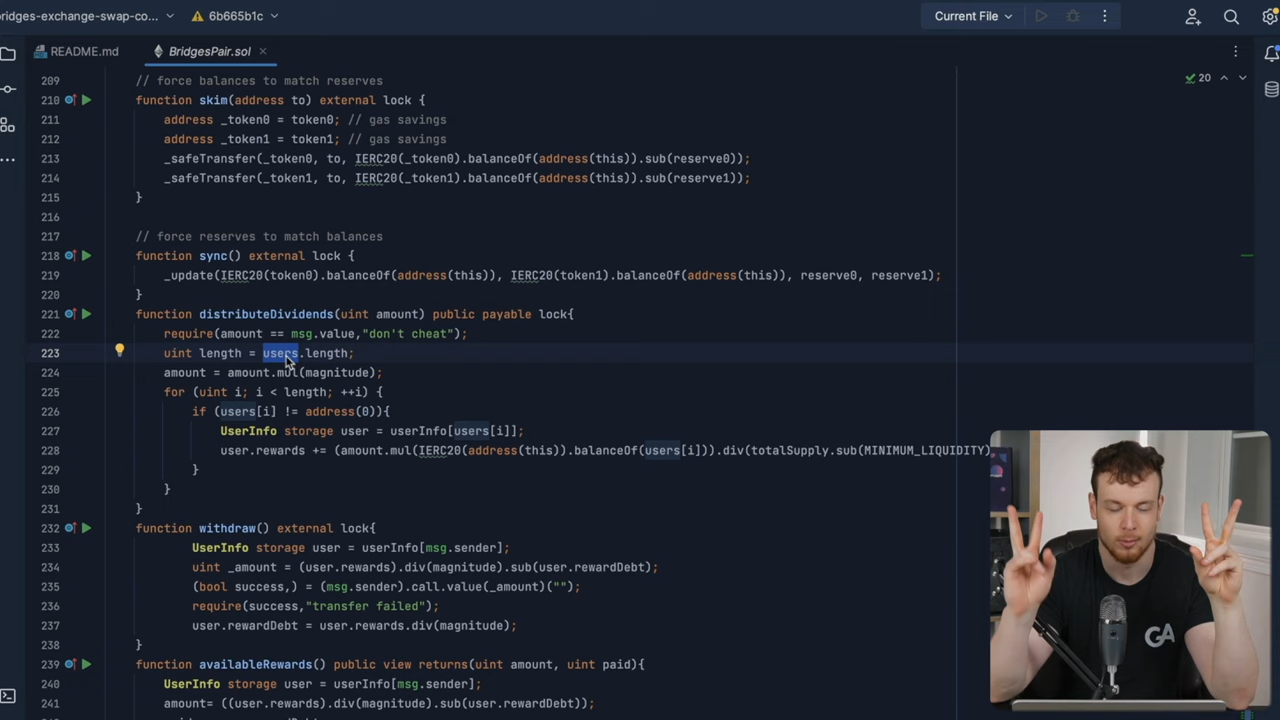 ridges-exchange-swap-co... 6b665b1c Current File
README.md BridgesPair.sol
209 // force balances to match reserves 20
210 function skim(address to) external lock {
211 address _token0 = token0; // gas savings
212 address _token1 = token1; // gas savings
213 _safeTransfer(_token0, to, IERC20(_token0).balanceOf(address(this)).sub(reserve0));
214 _safeTransfer(_token1, to, IERC20(_token1).balanceOf(address(this)).sub(reserve1));
215 }
216
217 // force reserves to match balances
218 function sync() external lock {
219 _update(IERC20(token0).balanceOf(address(this)), IERC20(token1).balanceOf(address(this)), reserve0, reserve1);
220 }
221 function distributeDividends(uint amount) public payable lock{
222 require(amount == msg.value,"don't cheat");
223 uint length = users.length;
224 amount = amount.mul(magnitude);
225 for (uint i; i < length; ++i) {
226 if (users[i] != address(0)){
227 UserInfo storage user = userInfo[users[i]];
228 user.rewards += (amount.mul(IERC20(address(this)).balanceOf(users[i])).div(totalSupply.sub(MINIMUM_LIQUIDITY)
229 }
230 }
231 }
232 function withdraw() external lock{
233 UserInfo storage user = userInfo[msg.sender];
234 uint _amount = (user.rewards).div(magnitude).sub(user.rewardDebt);
235 (bool success,) = (msg.sender).call.value(_amount)("");
236 require(success,"transfer failed");
237 user.rewardDebt = user.rewards.div(magnitude);
238 }
239 function availableRewards() public view returns(uint amount, uint paid){
240 UserInfo storage user = userInfo[msg.sender];
241 amount= ((user.rewards).div(magnitude).sub(user.rewardDebt));
GA